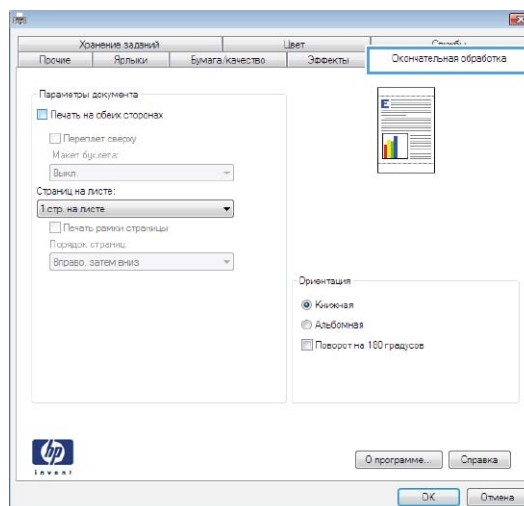 Хранение заданий
Цвет
Службы
Прочие
Ярлыки
Бумага/качество
Эффекты
Окончательная обработка
Параметры документа
Печать на обеих сторонах
Переплет сверху
Макет буклета:
Выкл.
Страниц на листе:
1 стр. на листе
Печать рамки страницы
Порядок страниц:
Вправо, затем вниз
E
Ориентация
Книжная
Альбомная
Поворот на 180 градусов
hp
invent
О программе...
Справка
OK
Отмена